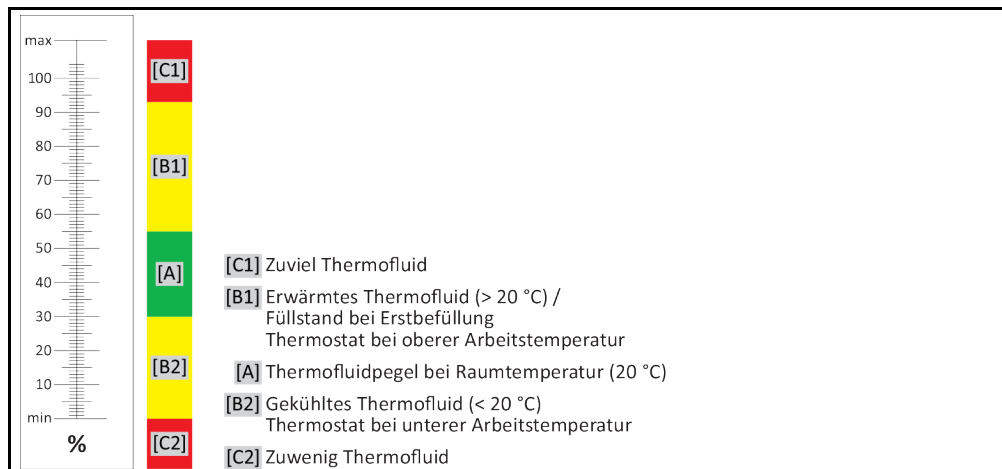 max
100
90
80
70
60
50
40
30
20
10
min
%
[C1]
[B1]
[A]
[B2]
[C2]
[C1] Zuviel Thermofluid
[B1] Erwärmtes Thermofluid (> 20 °C) /
Füllstand bei Erstbefüllung
Thermostat bei oberer Arbeitstemperatur
[A] Thermofluidpegel bei Raumtemperatur (20 °C)
[B2] Gekühltes Thermofluid (< 20 °C)
Thermostat bei unterer Arbeitstemperatur
[C2] Zuwenig Thermofluid